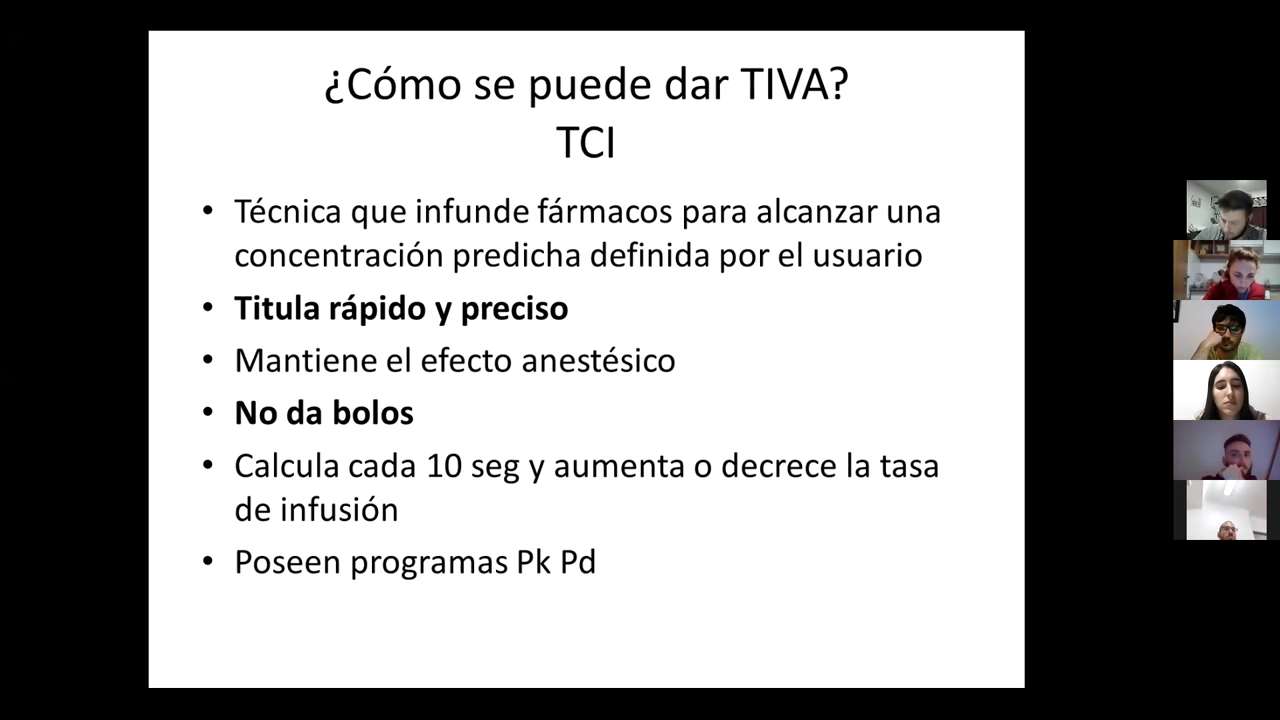 ¿Cómo se puede dar TIVA?
TCI
• Técnica que infunde fármacos para alcanzar una
concentración predicha definida por el usuario
• Titula rápido y preciso
• Mantiene el efecto anestésico
• No da bolos
• Calcula cada 10 seg y aumenta o decrece la tasa
de infusión
• Poseen programas Pk Pd